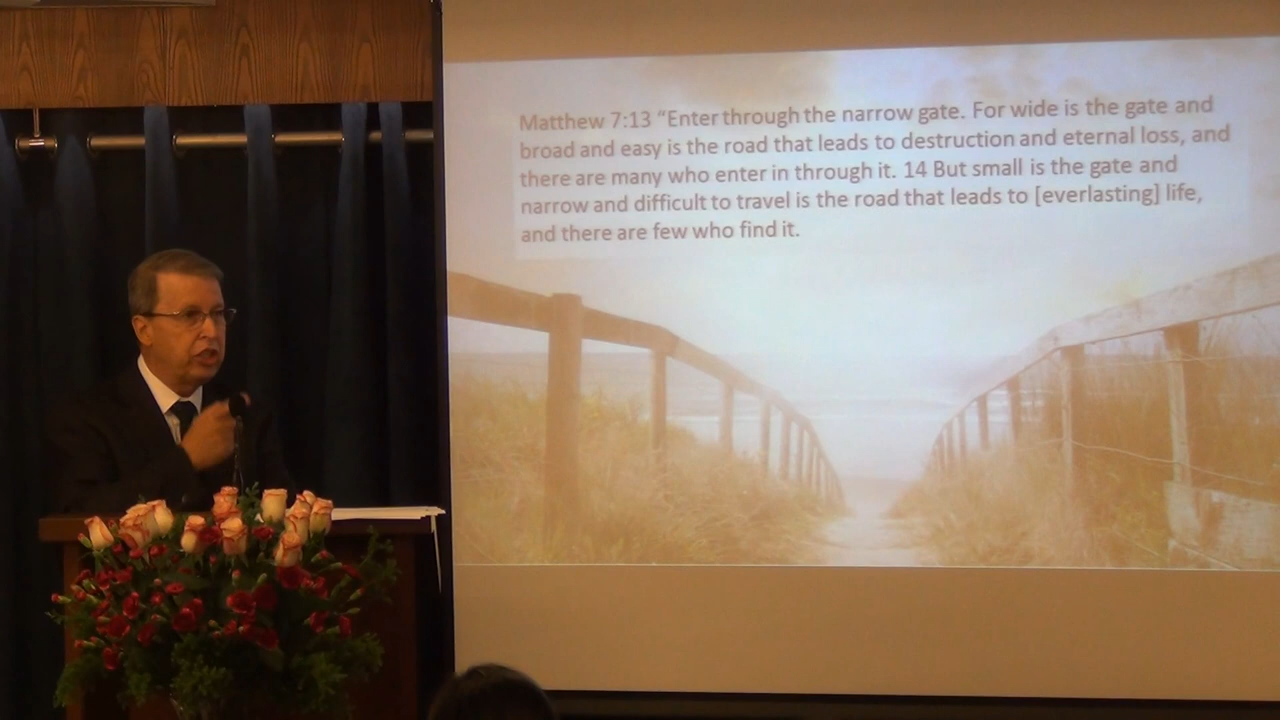 Matthew 7:13 “Enter through the narrow gate. For wide is the gate and
broad and easy is the road that leads to destruction and eternal loss, and
there are many who enter in through it. 14 But small is the gate and
narrow and difficult to travel is the road that leads to [everlasting] life,
and there are few who find it.